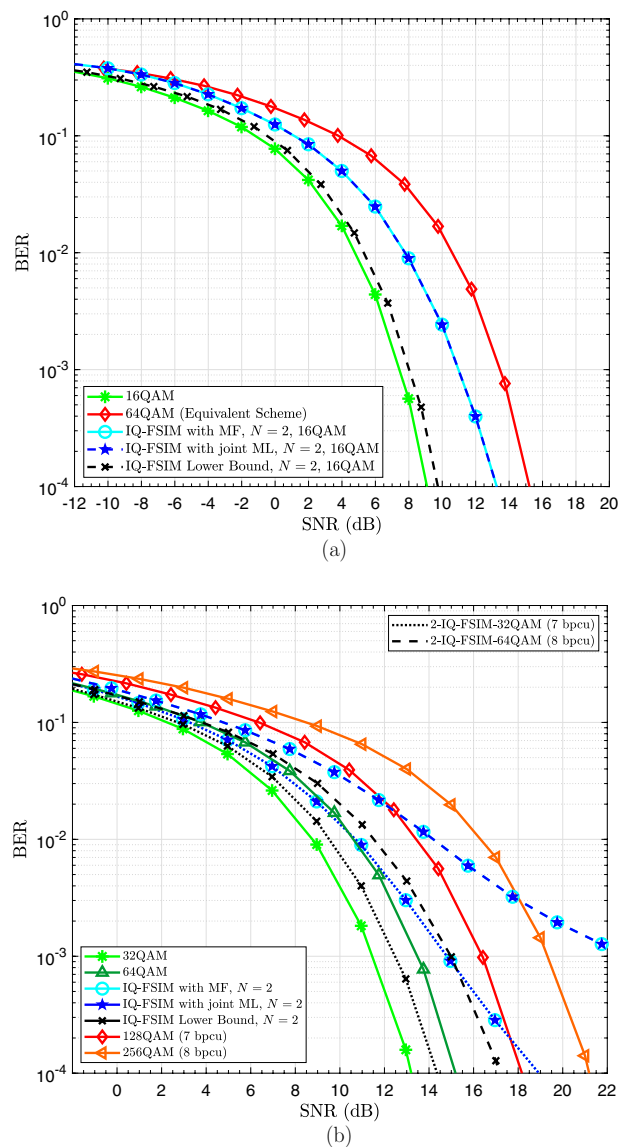 10^0
10^-1
10^-2
10^-3
10^-4
BER
16QAM
64QAM (Equivalent Scheme)
IQ-FSIM with MF, N = 2, 16QAM
IQ-FSIM with joint ML, N = 2, 16QAM
IQ-FSIM Lower Bound, N = 2, 16QAM
-12 -10 -8 -6 -4 -2 0 2 4 6 8 10 12 14 16 18 20
SNR (dB)
(a)
10^0
10^-1
10^-2
10^-3
10^-4
BER
2-IQ-FSIM-32QAM (7 bpcu)
2-IQ-FSIM-64QAM (8 bpcu)
32QAM
64QAM
IQ-FSIM with MF, N = 2
IQ-FSIM with joint ML, N = 2
IQ-FSIM Lower Bound, N = 2
128QAM (7 bpcu)
256QAM (8 bpcu)
0 2 4 6 8 10 12 14 16 18 20 22
SNR (dB)
(b)